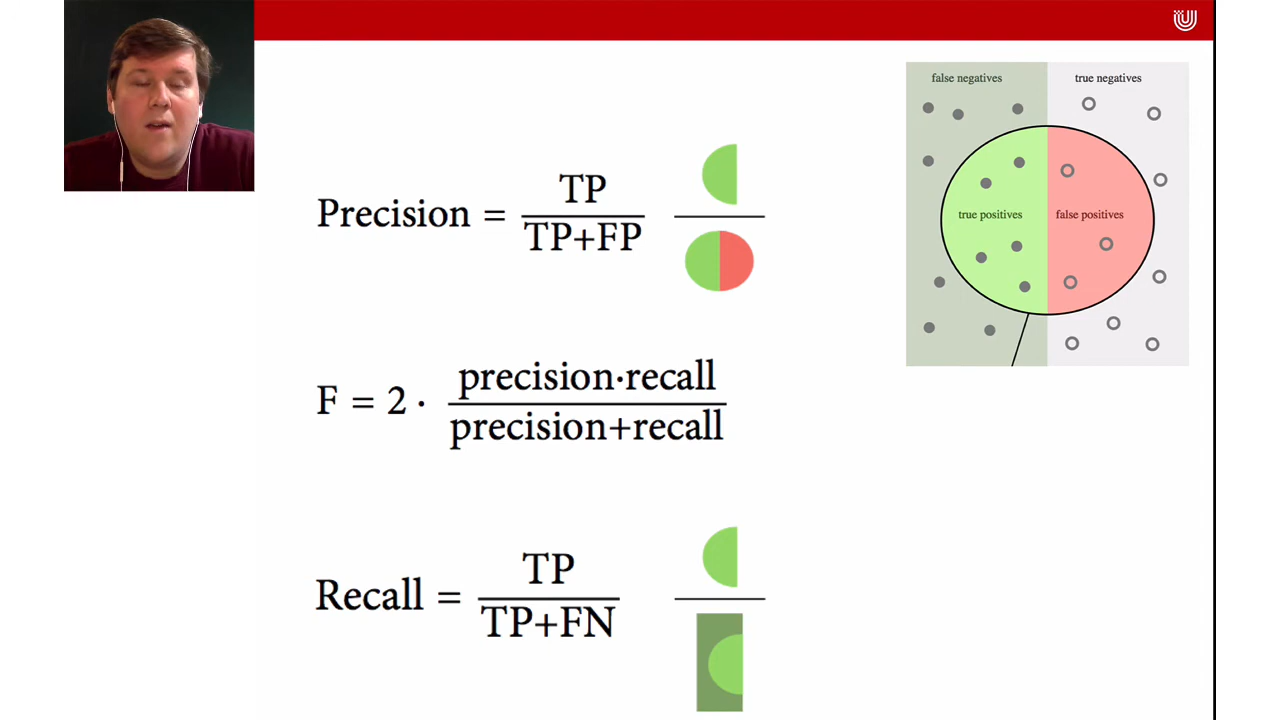 false negatives
true negatives
true positives
false positives
Precision = TP / TP+FP
F = 2 · precision·recall / precision+recall
Recall = TP / TP+FN